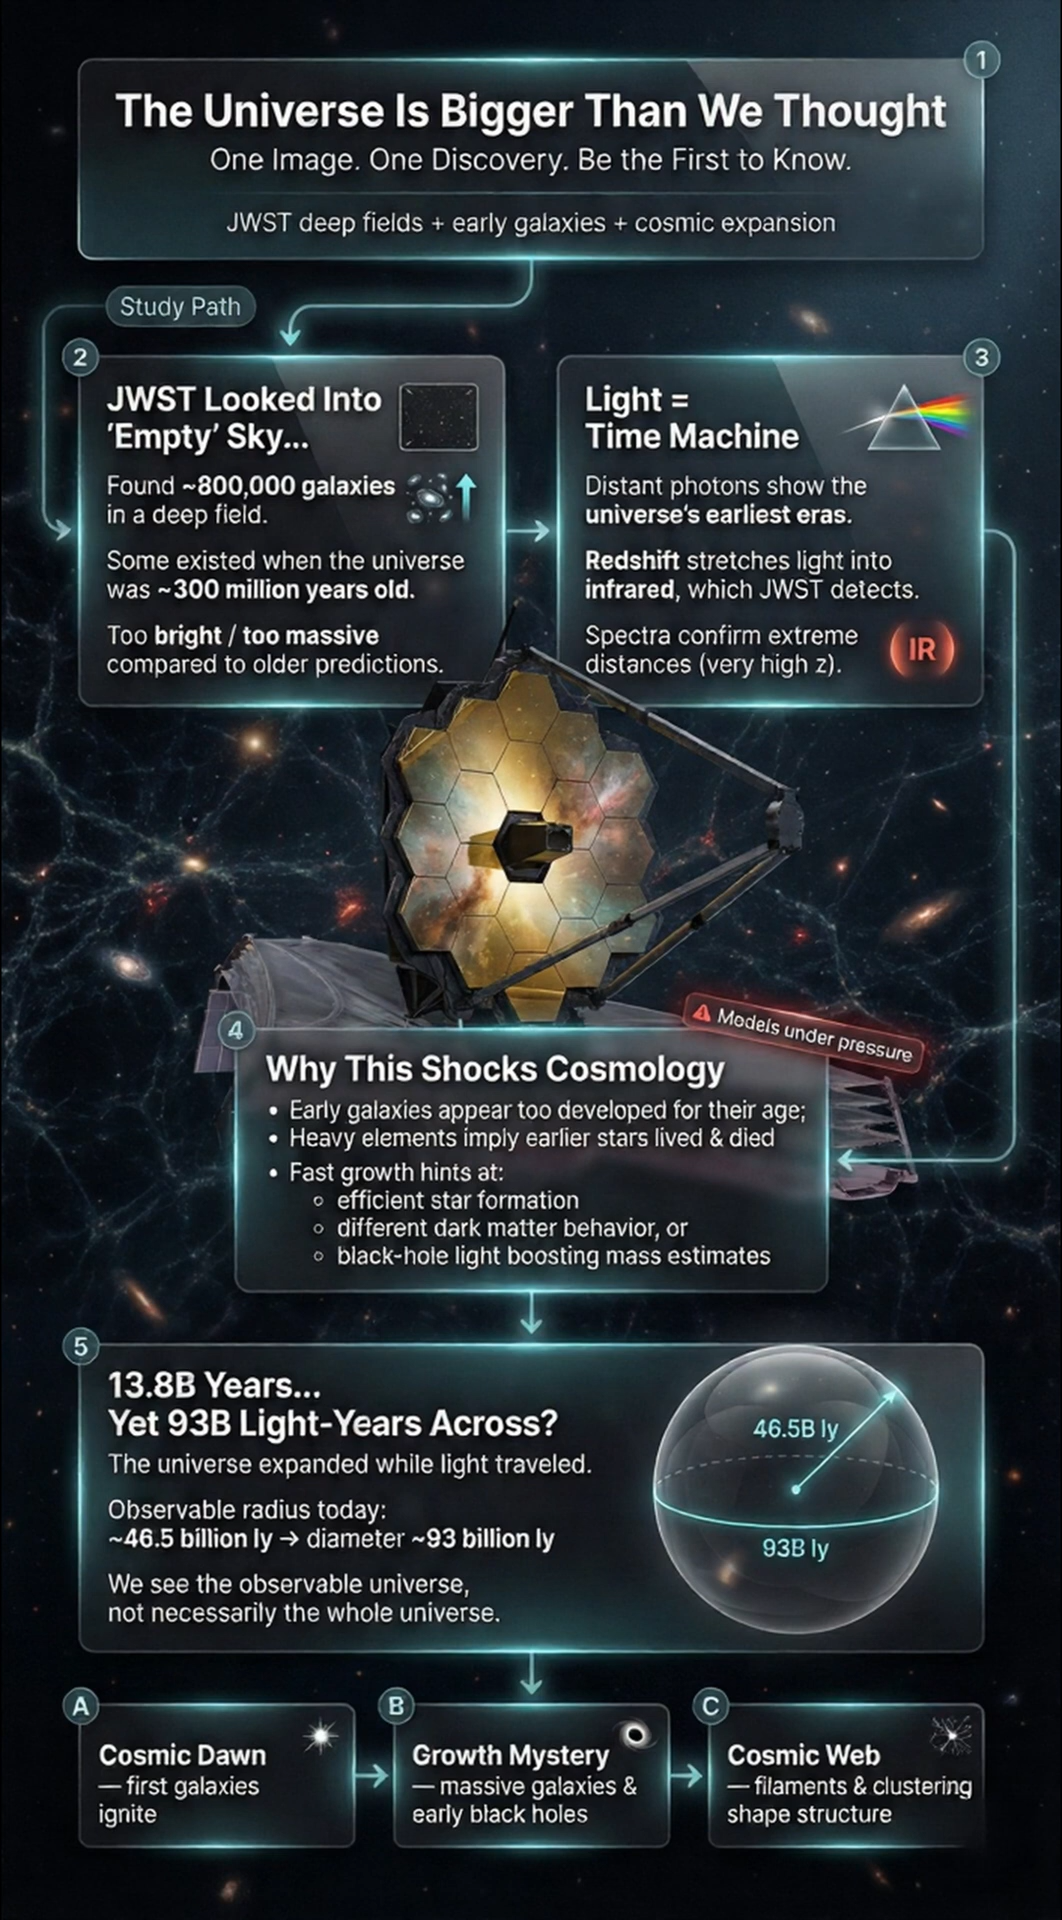 1
The Universe Is Bigger Than We Thought
One Image. One Discovery. Be the First to Know.
JWST deep fields + early galaxies + cosmic expansion
Study Path
2
JWST Looked Into
'Empty' Sky...
Found ~800,000 galaxies
in a deep field.
Some existed when the universe
was ~300 million years old.
Too bright / too massive
compared to older predictions.
3
Light =
Time Machine
Distant photons show the
universe's earliest eras.
Redshift stretches light into
infrared, which JWST detects.
Spectra confirm extreme
distances (very high z).
IR
Models under pressure
4
Why This Shocks Cosmology
• Early galaxies appear too developed for their age;
• Heavy elements imply earlier stars lived & died
• Fast growth hints at:
○ efficient star formation
○ different dark matter behavior, or
○ black-hole light boosting mass estimates
5
13.8B Years...
Yet 93B Light-Years Across?
The universe expanded while light traveled.
Observable radius today:
~46.5 billion ly → diameter ~93 billion ly
We see the observable universe,
not necessarily the whole universe.
46.5B ly
93B ly
A
Cosmic Dawn
— first galaxies
ignite
B
Growth Mystery
— massive galaxies &
early black holes
C
Cosmic Web
— filaments & clustering
shape structure